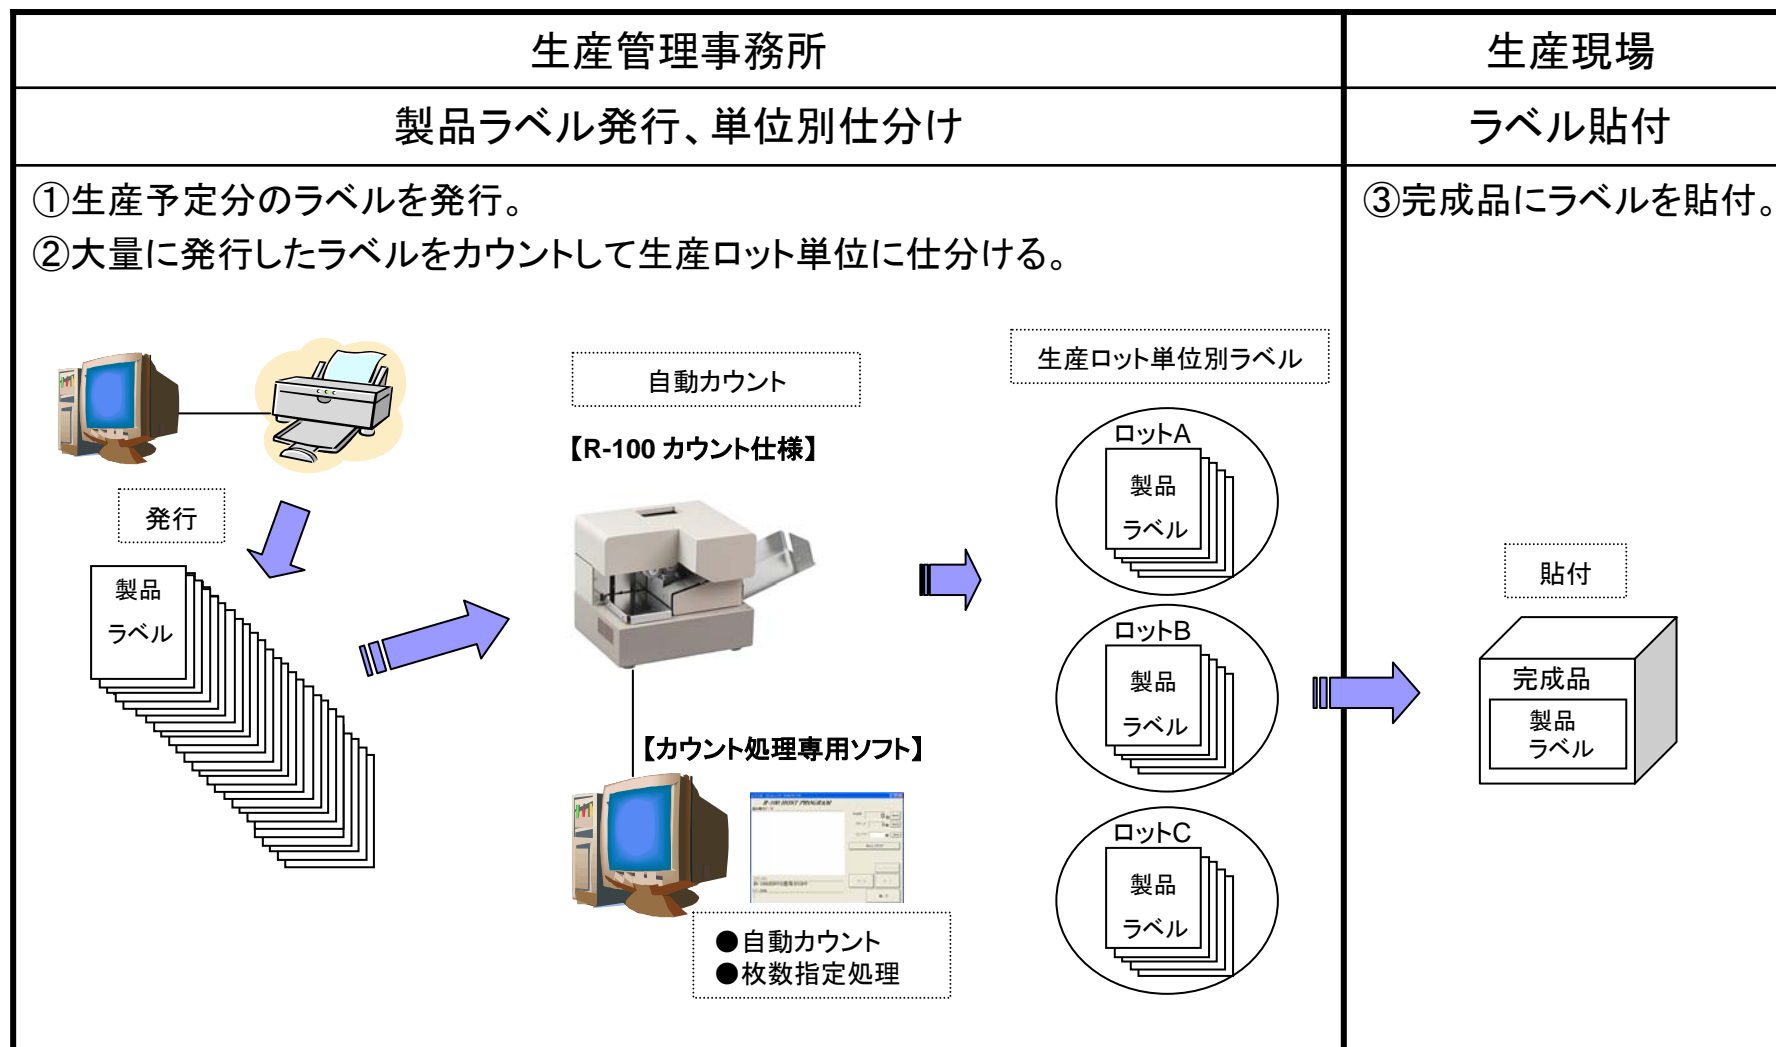 生産管理事務所
生産現場
製品ラベル発行、単位別仕分け
ラベル貼付
①生産予定分のラベルを発行。
②大量に発行したラベルをカウントして生産ロット単位に仕分ける。
③完成品にラベルを貼付。
発行
製品
ラベル
自動カウント
【R-100 カウント仕様】
【カウント処理専用ソフト】
R-100 HOST PROGRAM
●自動カウント
●枚数指定処理
生産ロット単位別ラベル
ロットA
製品
ラベル
ロットB
製品
ラベル
ロットC
製品
ラベル
貼付
完成品
製品
ラベル